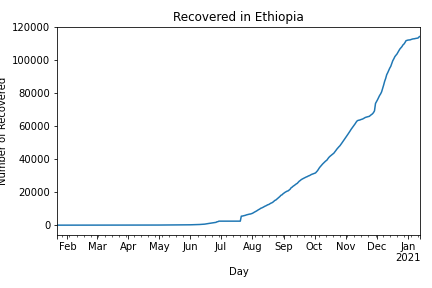 Recovered in Ethiopia
Number of Recovered
120000
100000
80000
60000
40000
20000
0
Feb Mar Apr May Jun Jul Aug Sep Oct Nov Dec Jan
2021
Day